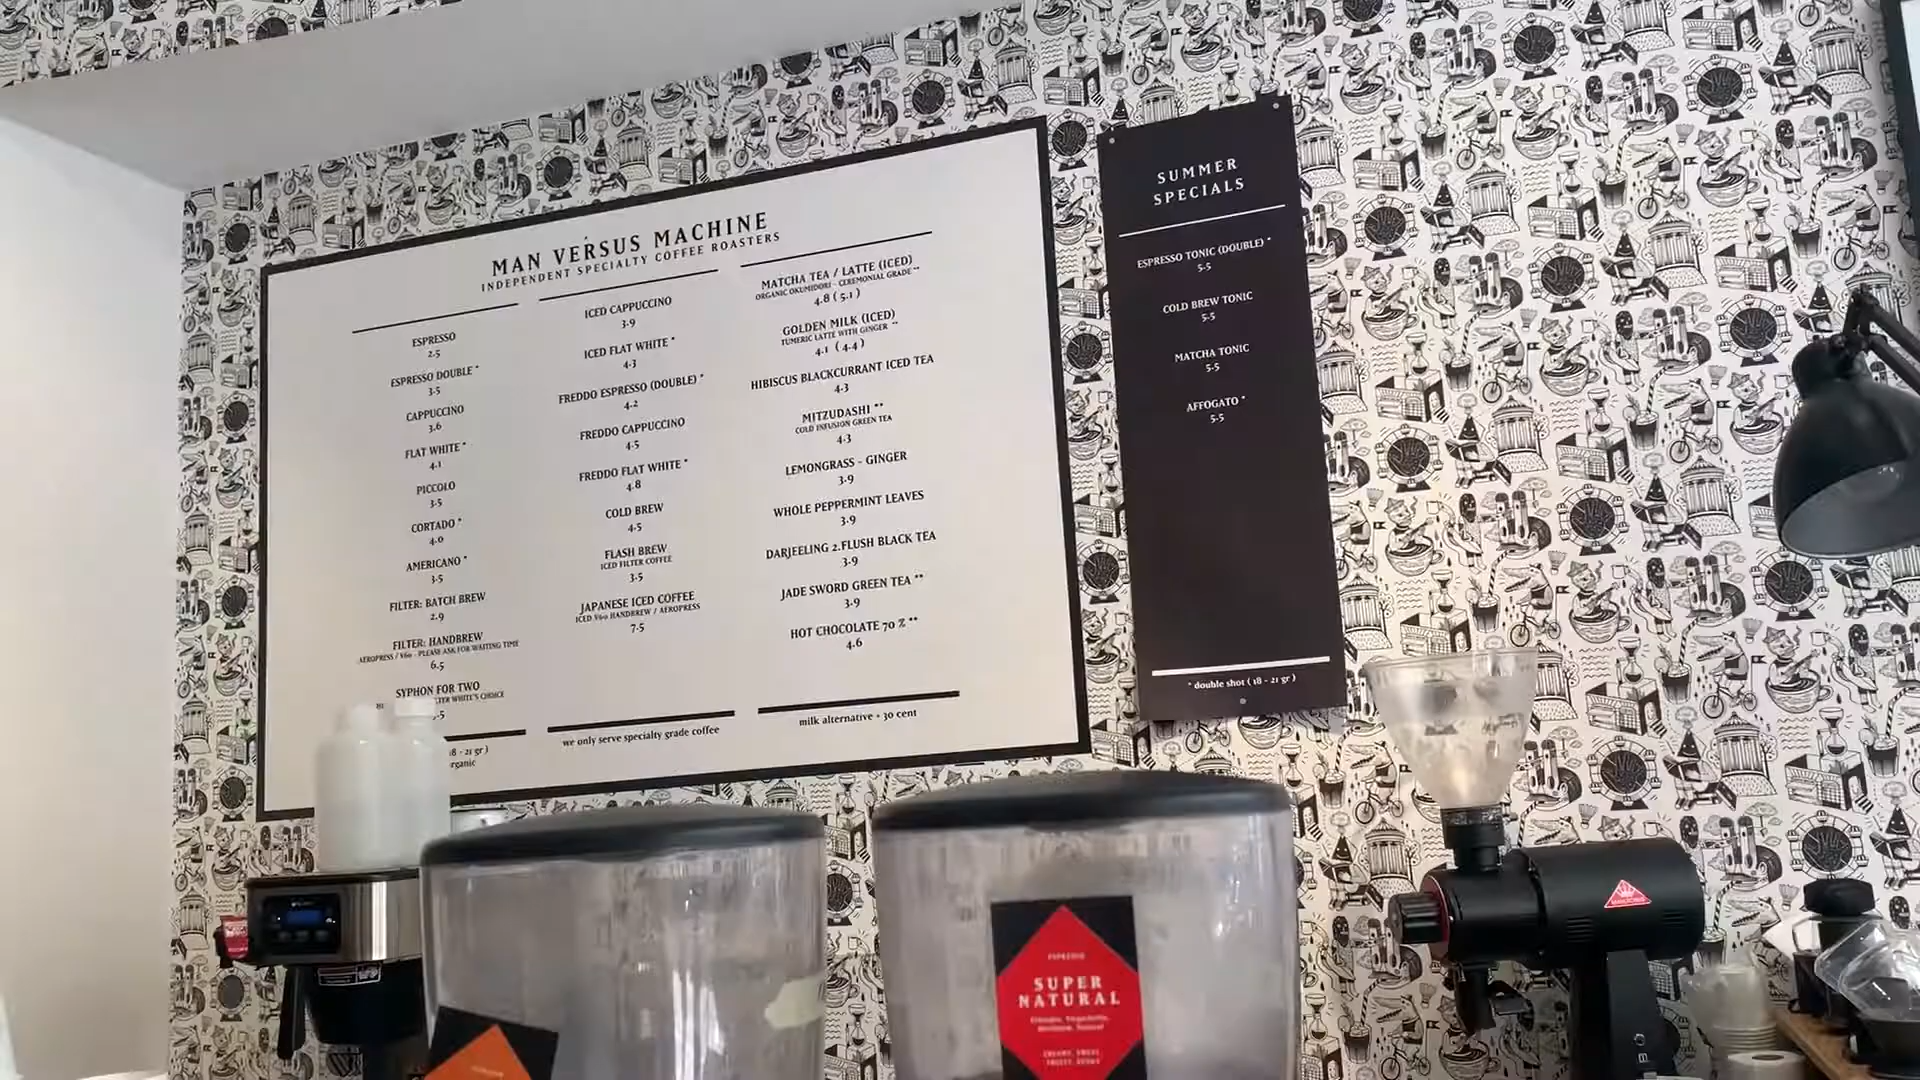 MAN VERSUS MACHINE
INDEPENDENT SPECIALTY COFFEE ROASTERS
ESPRESSO
2.5
ESPRESSO DOUBLE *
3.5
CAPPUCCINO
3.6
FLAT WHITE *
4.1
PICCOLO
3.5
CORTADO *
4.0
AMERICANO *
3.5
FILTER: BATCH BREW
2.9
FILTER: HANDBREW
AEROPRESS / V60 - PLEASE ASK FOR WAITING TIME
6.5
SYPHON FOR TWO
WHITE'S CHOICE
.5
18 - 21 gr )
organic
ICED CAPPUCCINO
3.9
ICED FLAT WHITE *
4.3
FREDDO ESPRESSO (DOUBLE) *
4.2
FREDDO CAPPUCCINO
4.5
FREDDO FLAT WHITE *
4.8
COLD BREW
4.5
FLASH BREW
ICED FILTER COFFEE
3.5
JAPANESE ICED COFFEE
ICED V60 HANDBREW / AEROPRESS
7.5
we only serve specialty grade coffee
MATCHA TEA / LATTE (ICED)
ORGANIC OKUMIDORI - CEREMONIAL GRADE **
4.8 ( 5.1 )
GOLDEN MILK (ICED)
TUMERIC LATTE WITH GINGER **
4.1 ( 4.4 )
HIBISCUS BLACKCURRANT ICED TEA
4.3
MITZUDASHI **
COLD INFUSION GREEN TEA
4.3
LEMONGRASS - GINGER
3.9
WHOLE PEPPERMINT LEAVES
3.9
DARJEELING 2.FLUSH BLACK TEA
3.9
JADE SWORD GREEN TEA **
3.9
HOT CHOCOLATE 70 % **
4.6
milk alternative + 30 cent
SUMMER
SPECIALS
ESPRESSO TONIC (DOUBLE) *
5.5
COLD BREW TONIC
5.5
MATCHA TONIC
5.5
AFFOGATO *
5.5
* double shot ( 18 - 21 gr )
ESPRESSO
SUPER
NATURAL